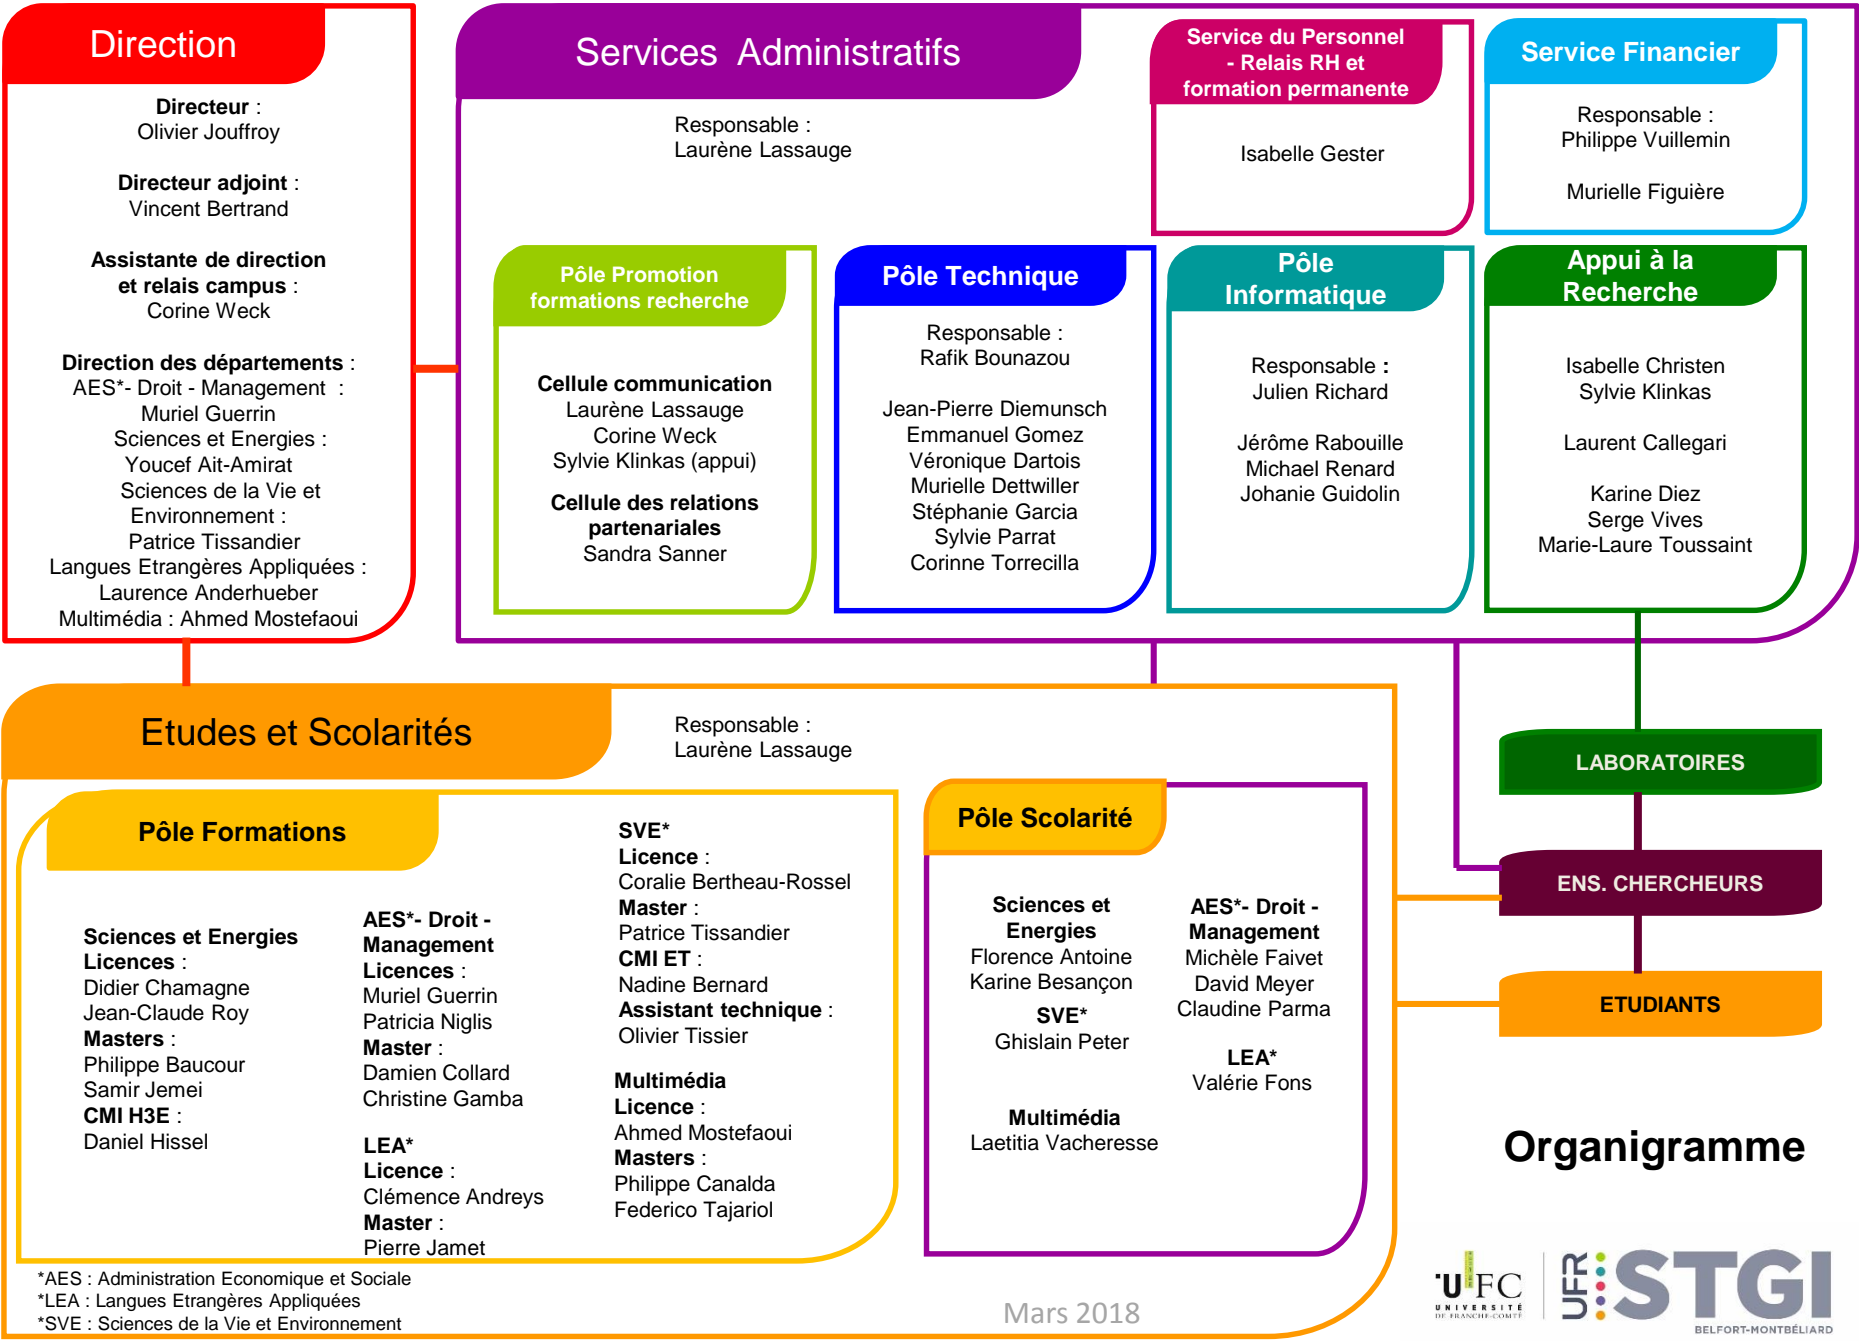 Direction
Directeur :
Olivier Jouffroy
Directeur adjoint :
Vincent Bertrand
Assistante de direction
et relais campus :
Corine Weck
Direction des départements :
AES*- Droit - Management :
Muriel Guerrin
Sciences et Energies :
Youcef Ait-Amirat
Sciences de la Vie et
Environnement :
Patrice Tissandier
Langues Etrangères Appliquées :
Laurence Anderhueber
Multimédia : Ahmed Mostefaoui
Services Administratifs
Responsable :
Laurène Lassauge
Service du Personnel
- Relais RH et
formation permanente
Isabelle Gester
Service Financier
Responsable :
Philippe Vuillemin
Murielle Figuière
Pôle Promotion
formations recherche
Cellule communication
Laurène Lassauge
Corine Weck
Sylvie Klinkas (appui)
Cellule des relations
partenariales
Sandra Sanner
Pôle Technique
Responsable :
Rafik Bounazou
Jean-Pierre Diemunsch
Emmanuel Gomez
Véronique Dartois
Murielle Dettwiller
Stéphanie Garcia
Sylvie Parrat
Corinne Torrecilla
Pôle
Informatique
Responsable :
Julien Richard
Jérôme Rabouille
Michael Renard
Johanie Guidolin
Appui à la
Recherche
Isabelle Christen
Sylvie Klinkas
Laurent Callegari
Karine Diez
Serge Vives
Marie-Laure Toussaint
Etudes et Scolarités
Responsable :
Laurène Lassauge
Pôle Formations
Sciences et Energies
Licences :
Didier Chamagne
Jean-Claude Roy
Masters :
Philippe Baucour
Samir Jemei
CMI H3E :
Daniel Hissel
AES*- Droit -
Management
Licences :
Muriel Guerrin
Patricia Niglis
Master :
Damien Collard
Christine Gamba
LEA*
Licence :
Clémence Andreys
Master :
Pierre Jamet
SVE*
Licence :
Coralie Bertheau-Rossel
Master :
Patrice Tissandier
CMI ET :
Nadine Bernard
Assistant technique :
Olivier Tissier
Multimédia
Licence :
Ahmed Mostefaoui
Masters :
Philippe Canalda
Federico Tajariol
Pôle Scolarité
Sciences et
Energies
Florence Antoine
Karine Besançon
SVE*
Ghislain Peter
Multimédia
Laetitia Vacheresse
AES*- Droit -
Management
Michèle Faivet
David Meyer
Claudine Parma
LEA*
Valérie Fons
LABORATOIRES
ENS. CHERCHEURS
ETUDIANTS
Organigramme
*AES : Administration Economique et Sociale
*LEA : Langues Etrangères Appliquées
*SVE : Sciences de la Vie et Environnement
Mars 2018
UFC
UNIVERSITÉ
DE FRANCHE-COMTÉ
UFR STGI
BELFORT-MONTBÉLIARD